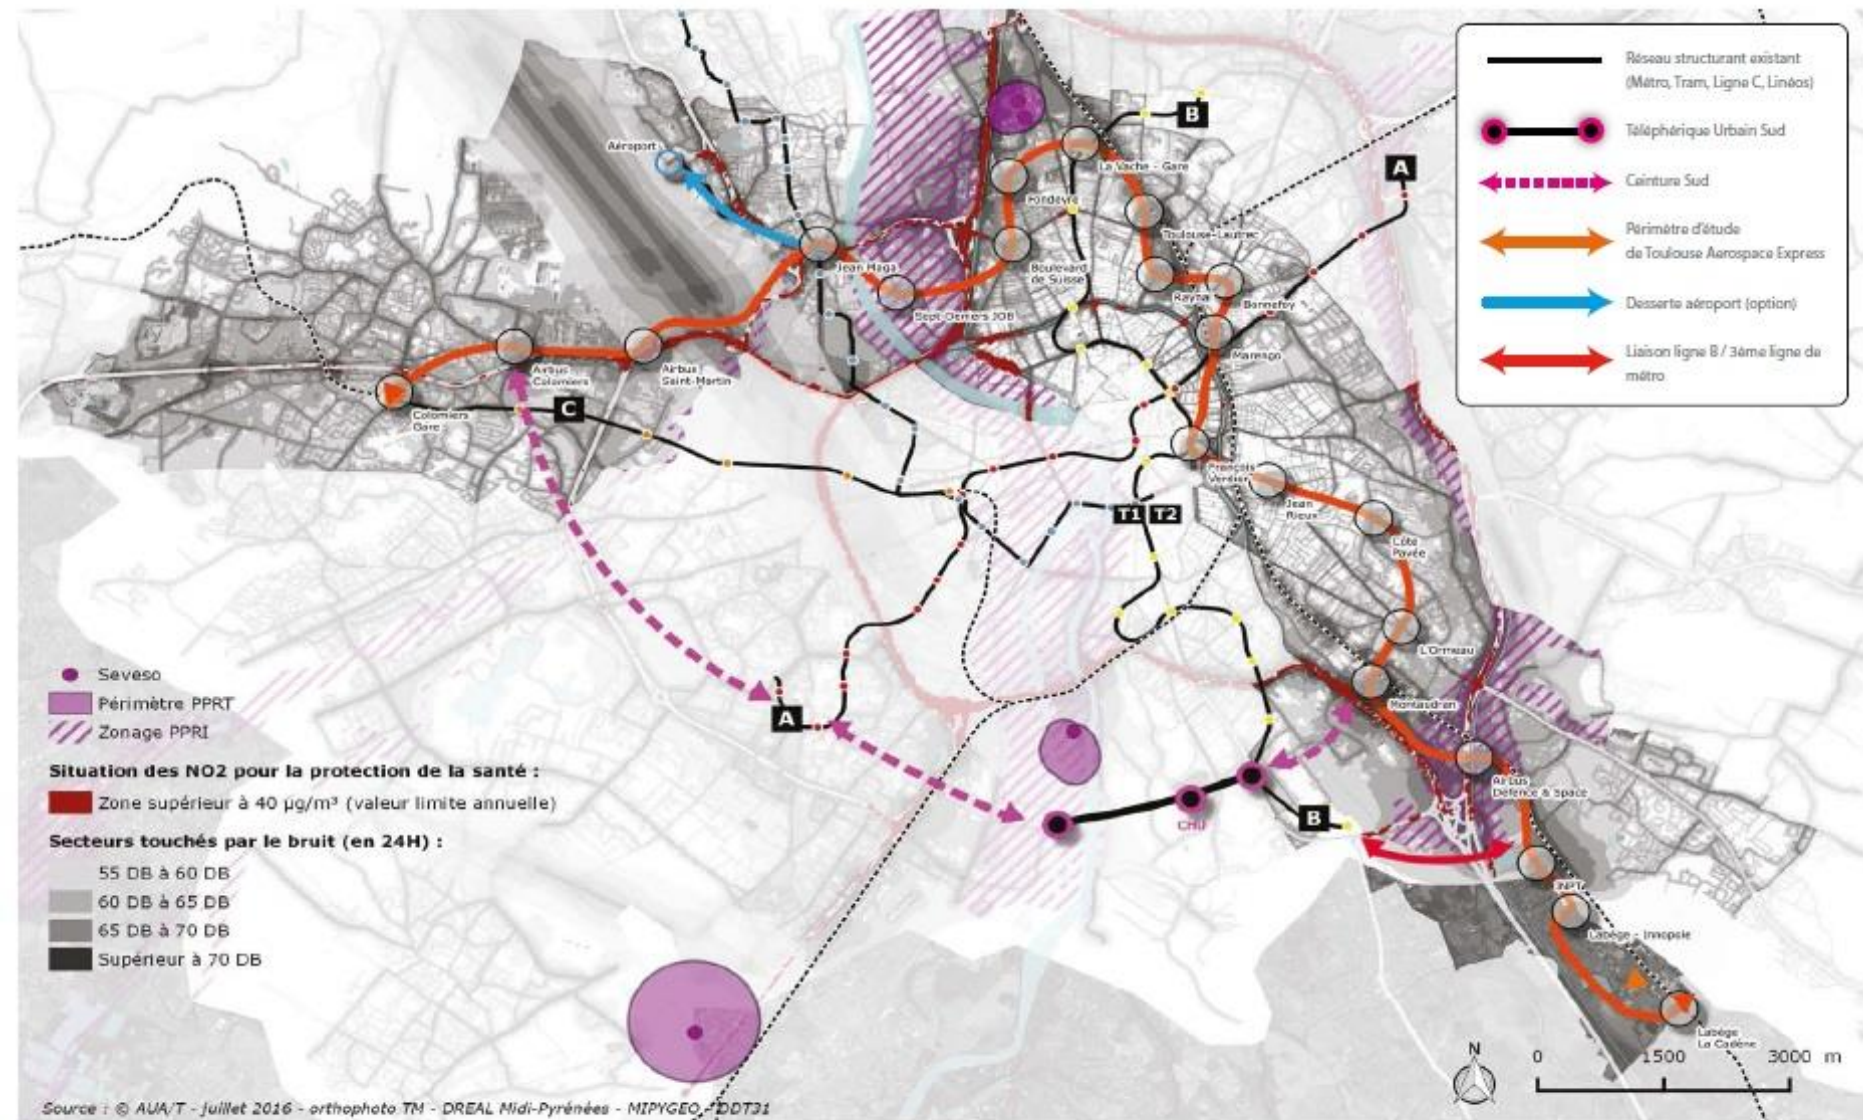 Réseau structurant existant
(Métro, Tram, Ligne C, Linéos)
Téléphérique Urbain Sud
Ceinture Sud
Périmètre d'étude
de Toulouse Aerospace Express
Desserte aéroport (option)
Liaison ligne B / 3ème ligne de
métro
B
A
Aéroport
La Vache - Gare
Fondeyre
Toulouse-Lautrec
Jean Maga
Boulevard
de Suisse
Raynal
Bonnefoy
Sept-Deniers JOB
Marengo
Airbus
Colomiers
Airbus
Saint-Martin
Colomiers
Gare
C
François
Verdier
Jean
Rieux
T1 T2
Côte
Pavée
L'Ormeau
Montaudran
A
Airbus
Défence & Space
CHU
B
INPT
Labège - Innopole
Labège
La Cadène
Seveso
Périmètre PPRT
Zonage PPRI
Situation des NO2 pour la protection de la santé :
Zone supérieur à 40 µg/m³ (valeur limite annuelle)
Secteurs touchés par le bruit (en 24H) :
55 DB à 60 DB
60 DB à 65 DB
65 DB à 70 DB
Supérieur à 70 DB
N
0 1500 3000 m
Source : © AUA/T - juillet 2016 - orthophoto TM - DREAL Midi-Pyrénées - MIPYGEO - DDT31